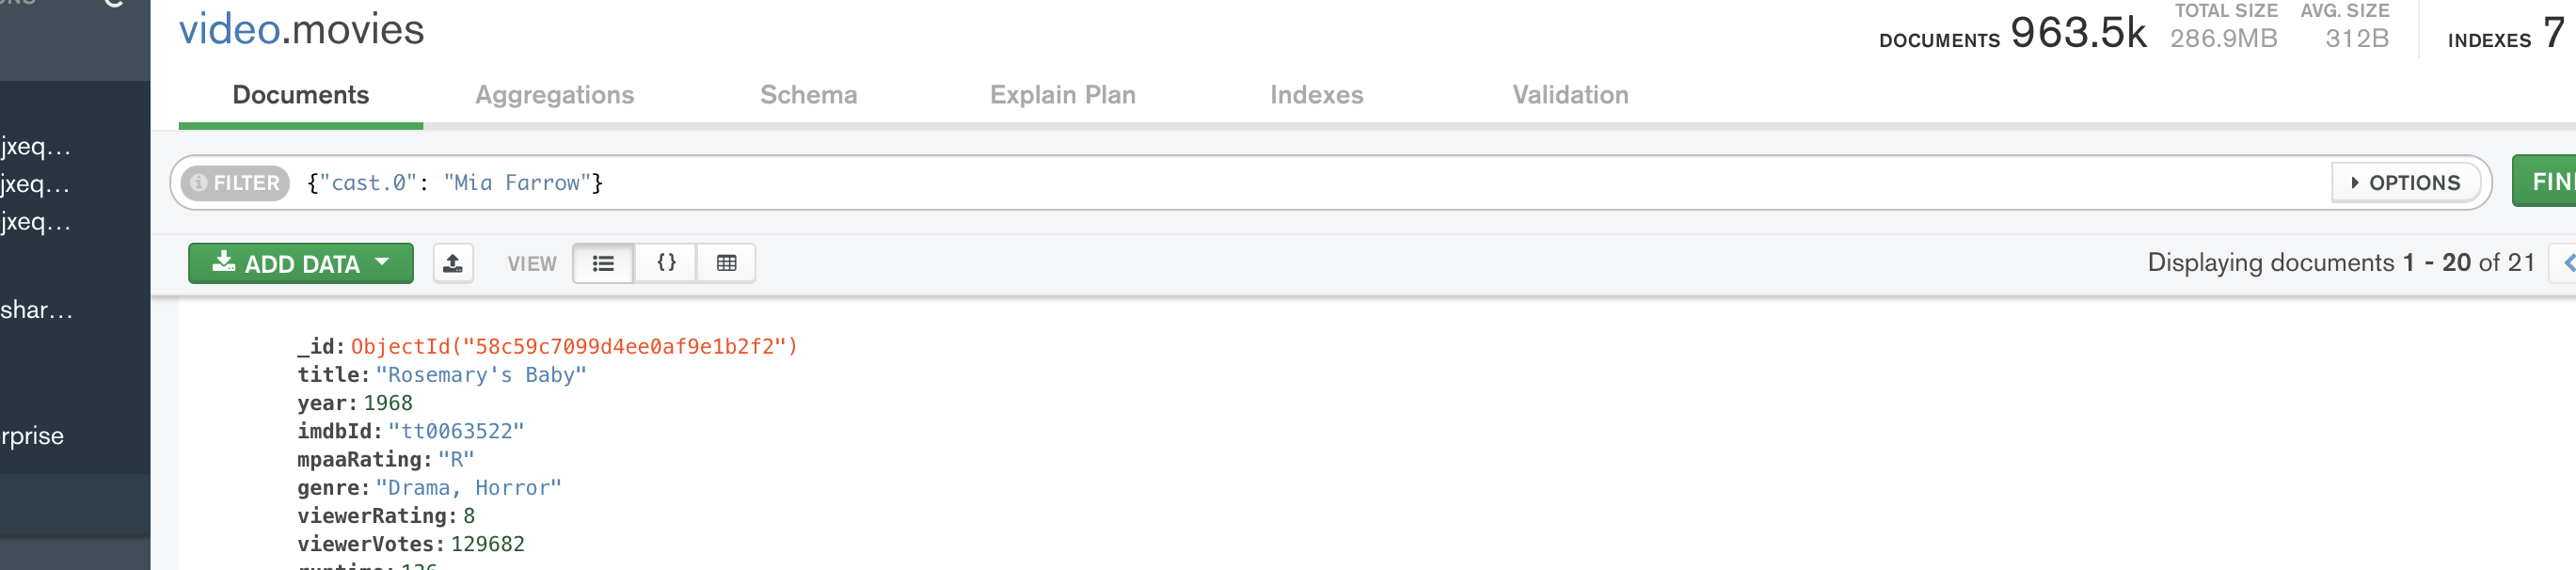 video.movies
DOCUMENTS 963.5k
TOTAL SIZE
286.9MB
AVG. SIZE
312B
INDEXES 7
Documents
Aggregations
Schema
Explain Plan
Indexes
Validation
jxeq...
jxeq...
jxeq...
shar...
rprise
FILTER
{"cast.0": "Mia Farrow"}
OPTIONS
FIN
ADD DATA
VIEW
{}
Displaying documents 1 - 20 of 21
_id: ObjectId("58c59c7099d4ee0af9e1b2f2")
title: "Rosemary's Baby"
year: 1968
imdbId: "tt0063522"
mpaaRating: "R"
genre: "Drama, Horror"
viewerRating: 8
viewerVotes: 129682
runtime: 136